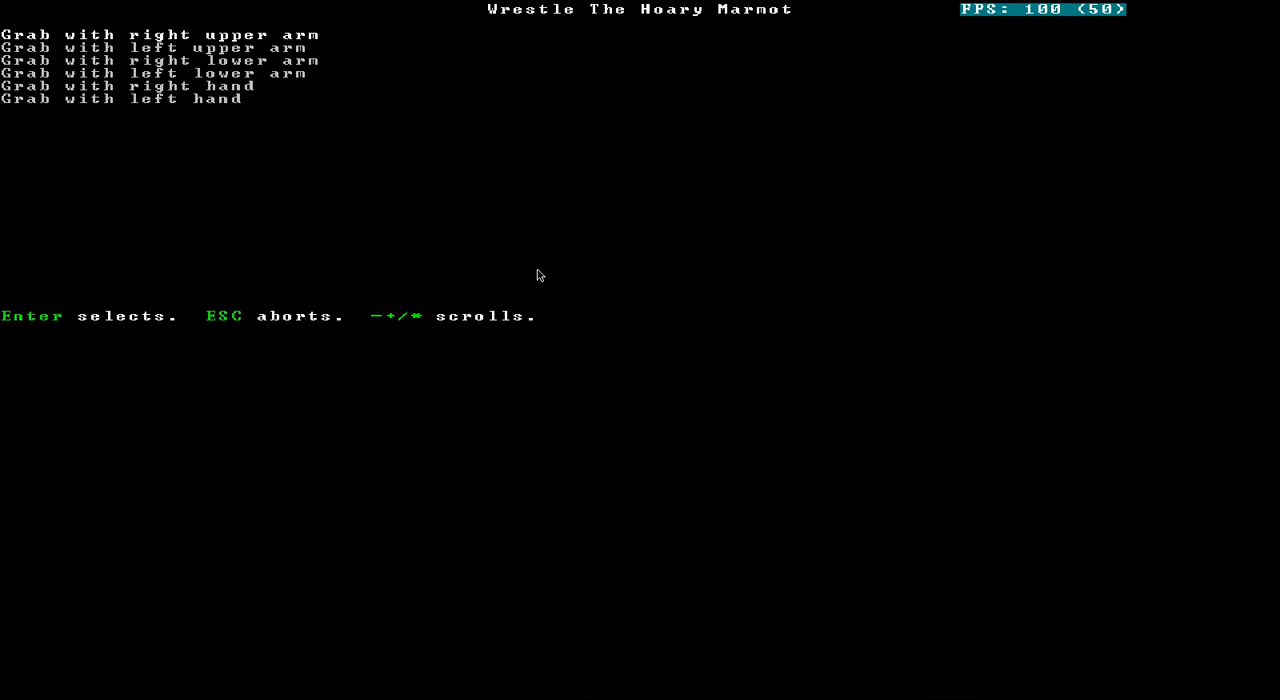 Wrestle The Hoary Marmot
FPS: 100 (50)
Grab with right upper arm
Grab with left upper arm
Grab with right lower arm
Grab with left lower arm
Grab with right hand
Grab with left hand
Enter selects. ESC aborts. -+/* scrolls.